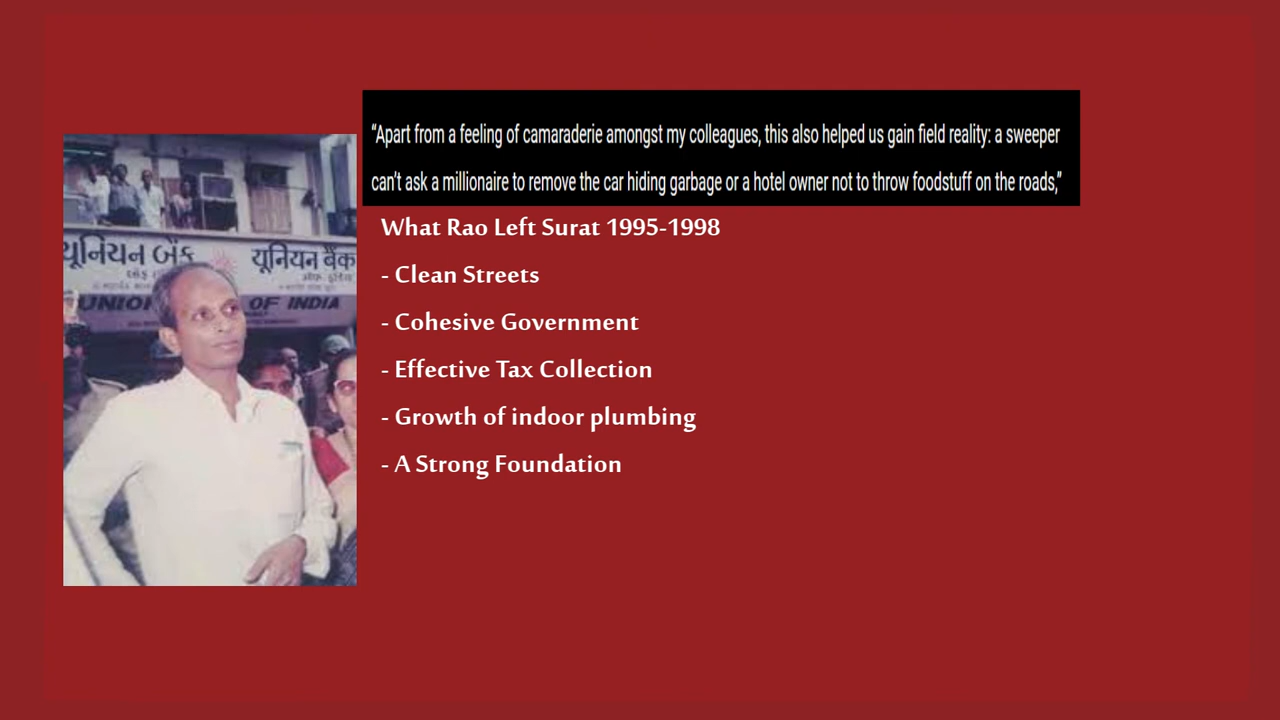 “Apart from a feeling of camaraderie amongst my colleagues, this also helped us gain field reality: a sweeper
can’t ask a millionaire to remove the car hiding garbage or a hotel owner not to throw foodstuff on the roads,”
What Rao Left Surat 1995-1998
- Clean Streets
- Cohesive Government
- Effective Tax Collection
- Growth of indoor plumbing
- A Strong Foundation
યૂનિયન બેંક યૂનિયન बैंक
UNION OF INDIA